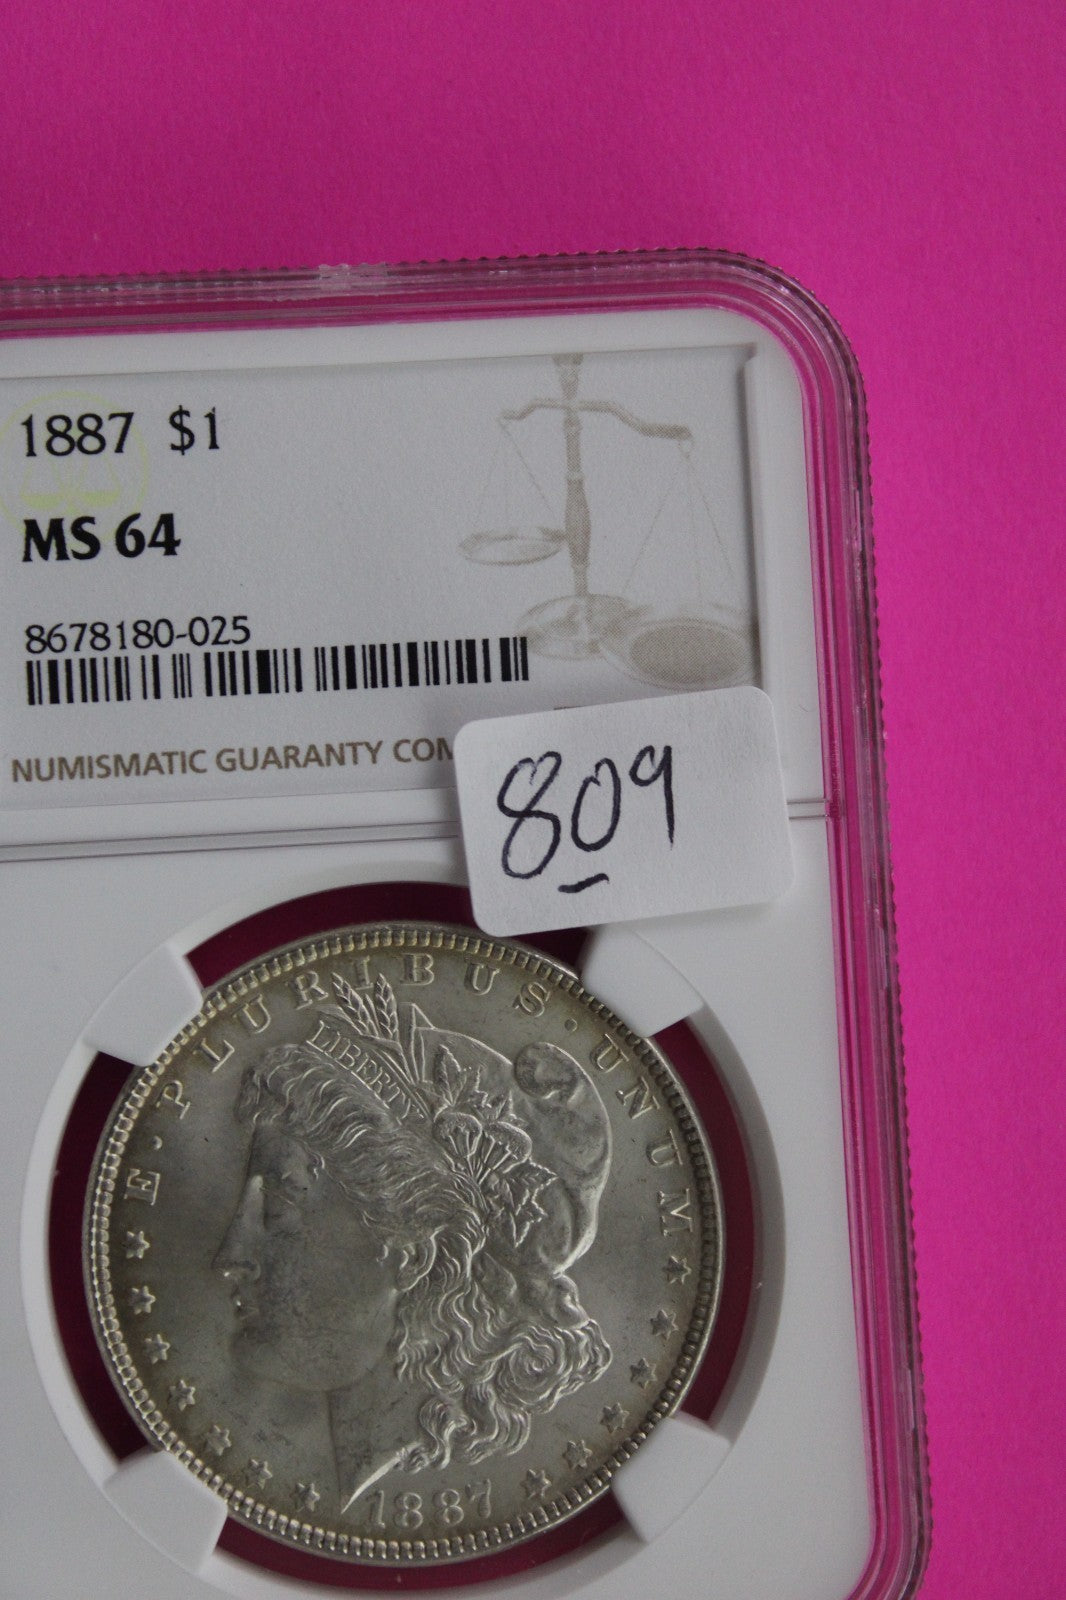 1887 $1
MS 64
8678180-025
NUMISMATIC GUARANTY COM
809
E · PLURIBUS · UNUM
LIBERTY
1887